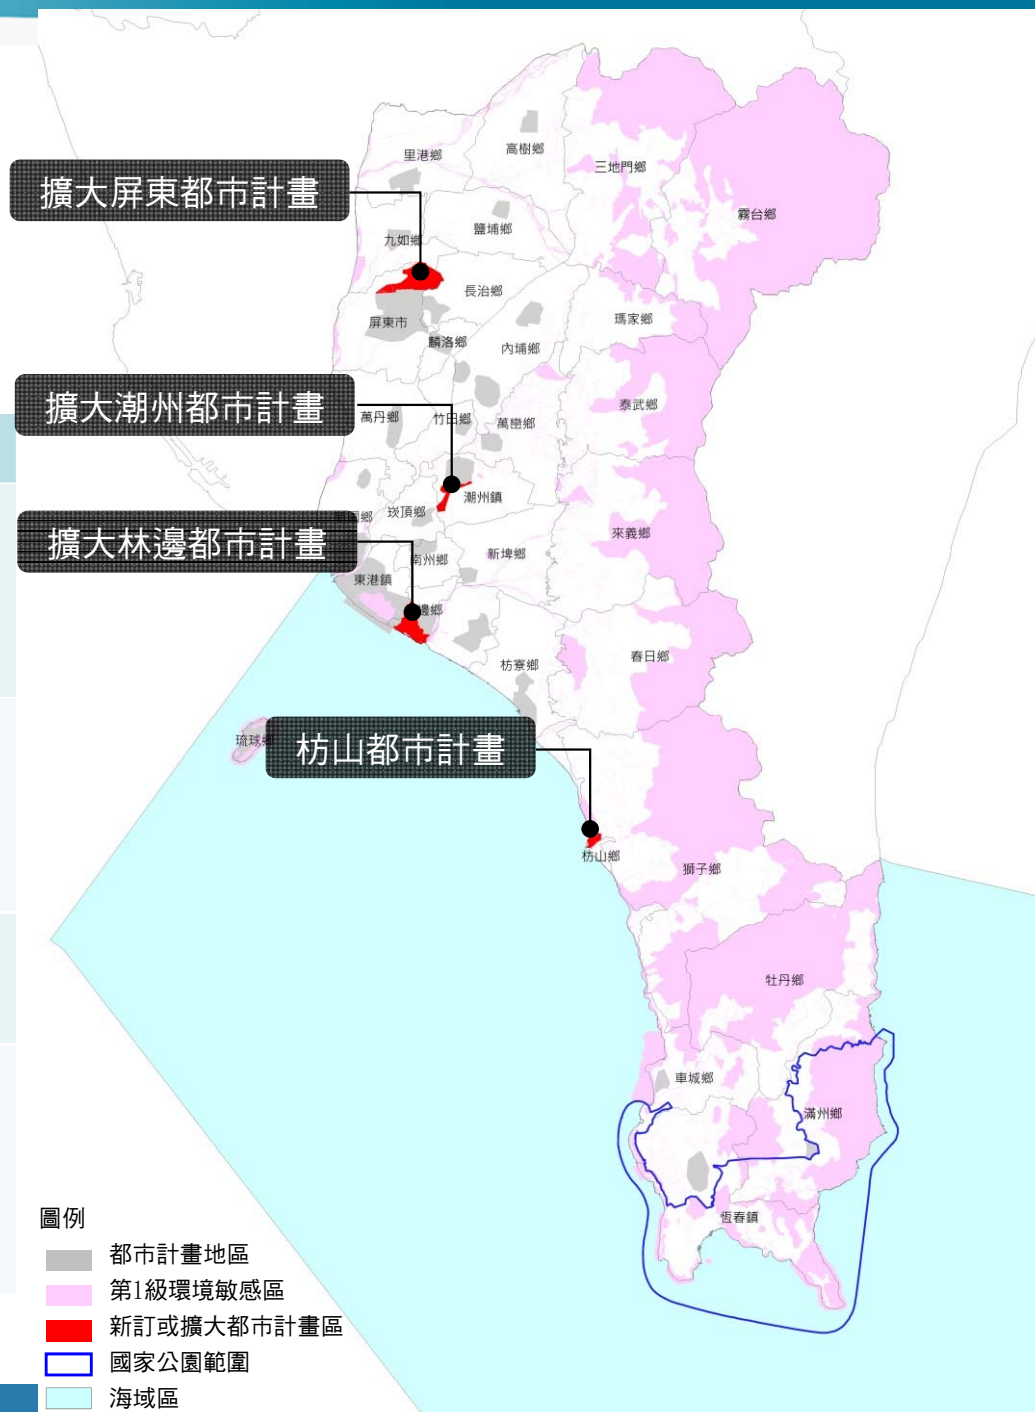 高樹鄉
里港鄉
三地門鄉
擴大屏東都市計畫
霧台鄉
鹽埔鄉
九如鄉
長治鄉
瑪家鄉
屏東市
麟洛鄉
內埔鄉
擴大潮州都市計畫
泰武鄉
萬丹鄉
竹田鄉
萬巒鄉
潮州鎮
崁頂鄉
鄉
擴大林邊都市計畫
來義鄉
新埤鄉
南州鄉
東港鎮
邊鄉
春日鄉
枋寮鄉
琉球鄉
枋山都市計畫
枋山鄉
獅子鄉
牡丹鄉
車城鄉
滿州鄉
恆春鎮
圖例
都市計畫地區
第1級環境敏感區
新訂或擴大都市計畫區
國家公園範圍
海域區